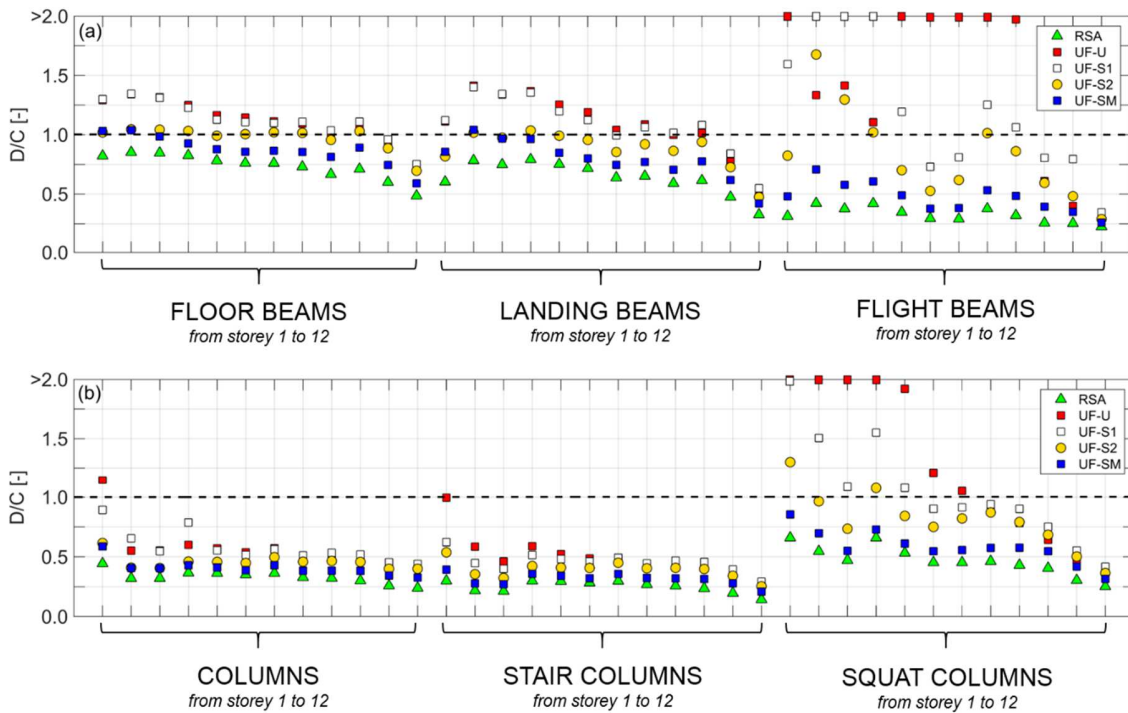 >2.0
(a)
RSA
UF-U
UF-S1
UF-S2
UF-SM
1.5
D/C [-]
1.0
0.5
0.0
FLOOR BEAMS
from storey 1 to 12
LANDING BEAMS
from storey 1 to 12
FLIGHT BEAMS
from storey 1 to 12
>2.0
(b)
RSA
UF-U
UF-S1
UF-S2
UF-SM
1.5
D/C [-]
1.0
0.5
0.0
COLUMNS
from storey 1 to 12
STAIR COLUMNS
from storey 1 to 12
SQUAT COLUMNS
from storey 1 to 12